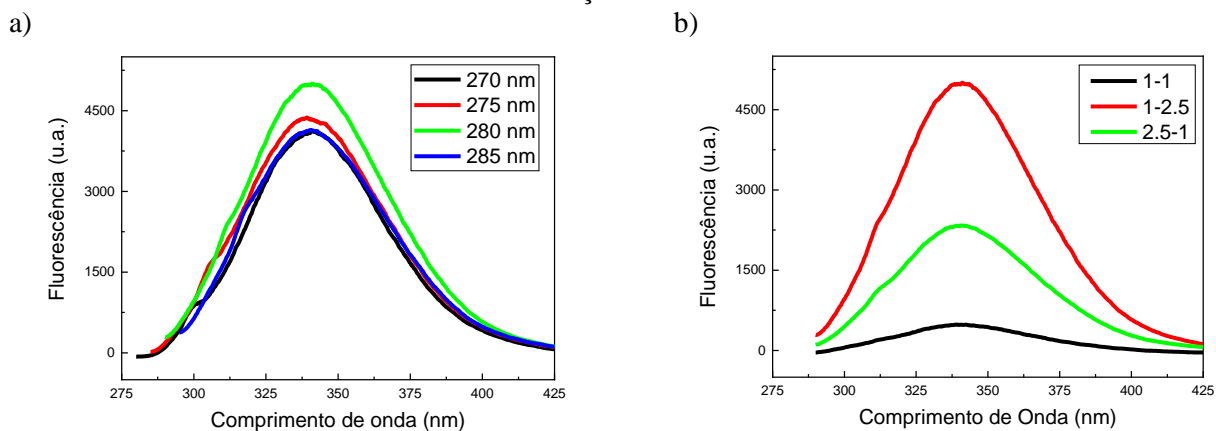 a)
270 nm
275 nm
280 nm
285 nm
4500
3000
1500
0
Fluorescência (u.a.)
275 300 325 350 375 400 425
Comprimento de onda (nm)
b)
1-1
1-2.5
2.5-1
4500
3000
1500
0
Fluorescência (u.a.)
275 300 325 350 375 400 425
Comprimento de Onda (nm)